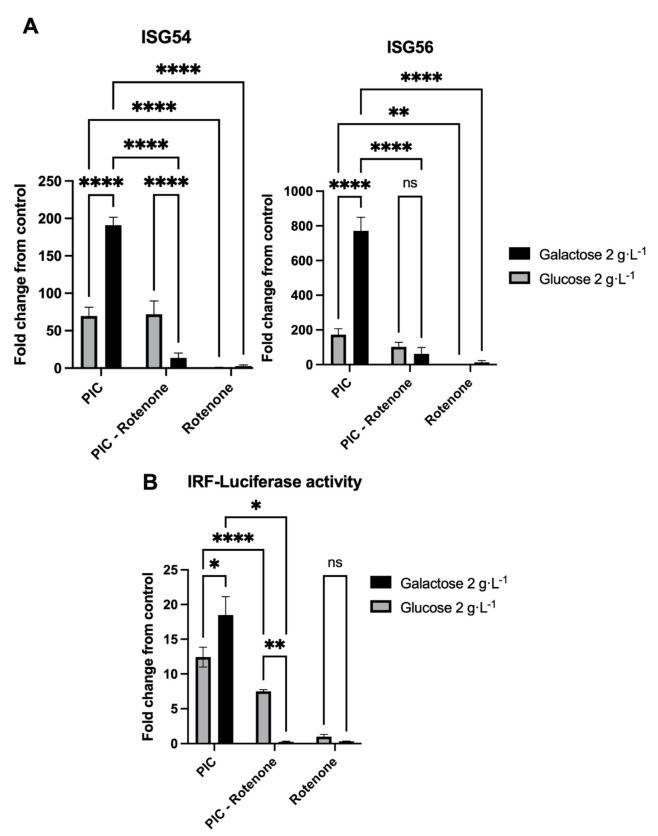 A
ISG54
ISG56
****
****
****
**
****
****
****
****
****
ns
Fold change from control
250
200
150
100
50
0
PIC
PIC - Rotenone
Rotenone
Fold change from control
1000
800
600
400
200
0
PIC
PIC - Rotenone
Rotenone
Galactose 2 g·L-1
Glucose 2 g·L-1
B
IRF-Luciferase activity
*
****
*
**
ns
Fold change from control
25
20
15
10
5
0
PIC
PIC - Rotenone
Rotenone
Galactose 2 g·L-1
Glucose 2 g·L-1